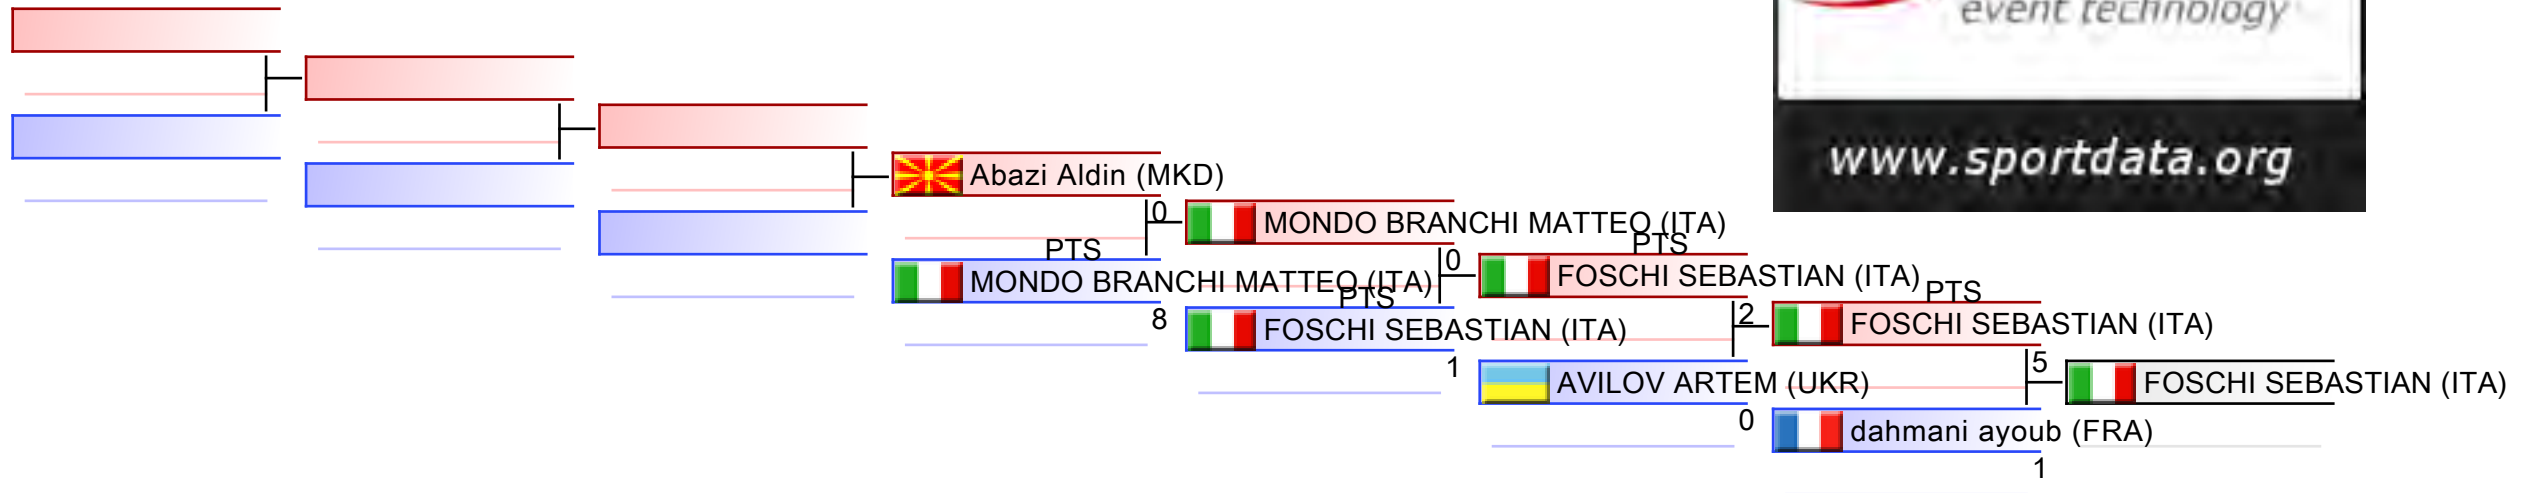 event technology
www.sportdata.org
Abazi Aldin (MKD)
0
MONDO BRANCHI MATTEO (ITA)
PTS
PTS
MONDO BRANCHI MATTEO (ITA)
8
0
FOSCHI SEBASTIAN (ITA)
PTS
PTS
FOSCHI SEBASTIAN (ITA)
1
2
FOSCHI SEBASTIAN (ITA)
AVILOV ARTEM (UKR)
0
5
FOSCHI SEBASTIAN (ITA)
dahmani ayoub (FRA)
1